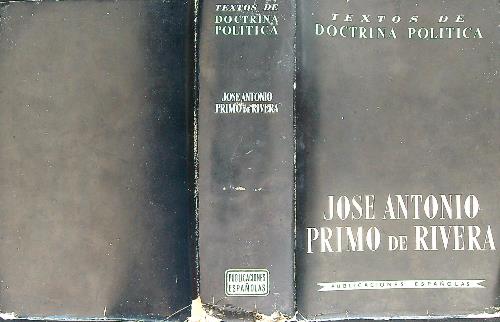 TEXTOS DE
DOCTRINA
POLITICA
JOSE ANTONIO
PRIMO DE RIVERA
PUBLICACIONES
ESPAÑOLAS
TEXTOS DE
DOCTRINA POLITICA
JOSE ANTONIO
PRIMO DE RIVERA
PUBLICACIONES ESPAÑOLAS